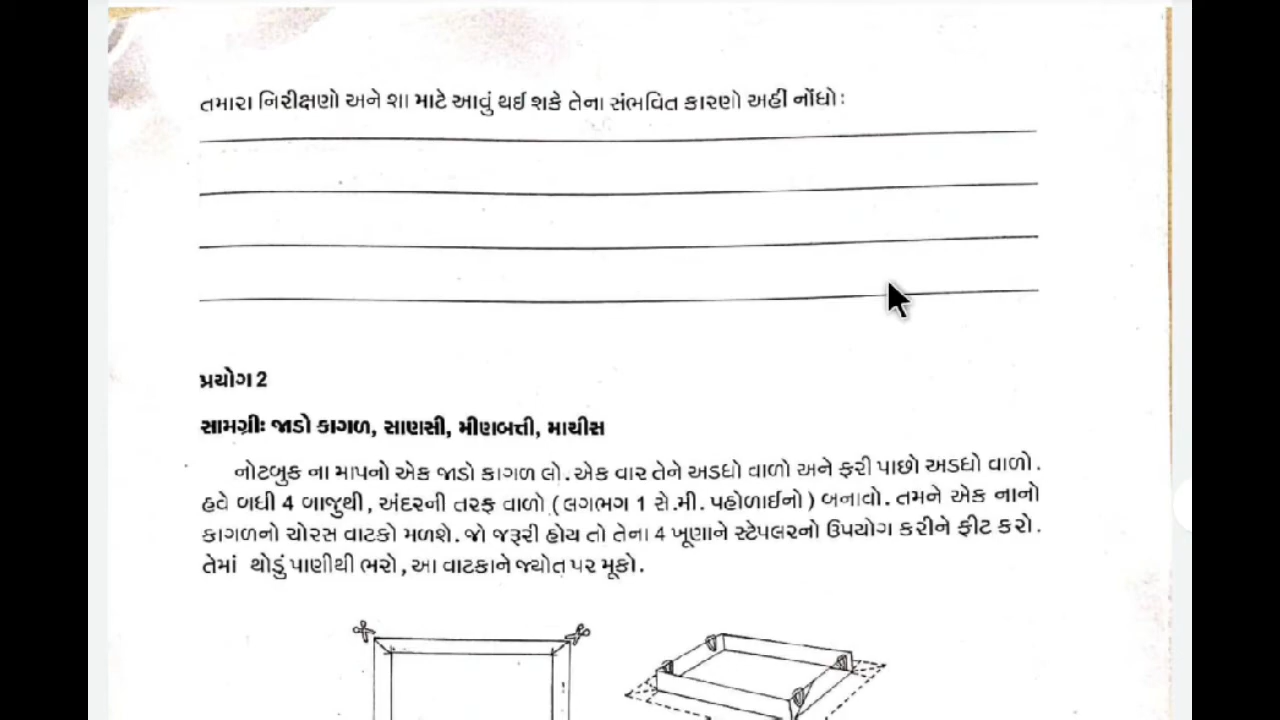 તમારા નિરીક્ષણો અને શા માટે આવું થઈ શકે તેના સંભવિત કારણો અહીં નોંધો:
પ્રયોગ 2
સામગ્રીઃ જાડો કાગળ, સાણસી, મીણબત્તી, માચીસ
નોટબુક ના માપનો એક જાડો કાગળ લો. એક વાર તેને અડધો વાળો અને ફરી પાછો અડધો વાળો.
હવે બધી 4 બાજુથી, અંદરની તરફ વાળો (લગભગ 1 સે.મી. પહોળાઈનો) બનાવો. તમને એક નાનો
કાગળનો ચોરસ વાટકો મળશે. જો જરૂરી હોય તો તેના 4 ખૂણાને સ્ટેપલરનો ઉપયોગ કરીને ફીટ કરો.
તેમાં થોડું પાણીથી ભરો, આ વાટકાને જ્યોત પર મૂકો.